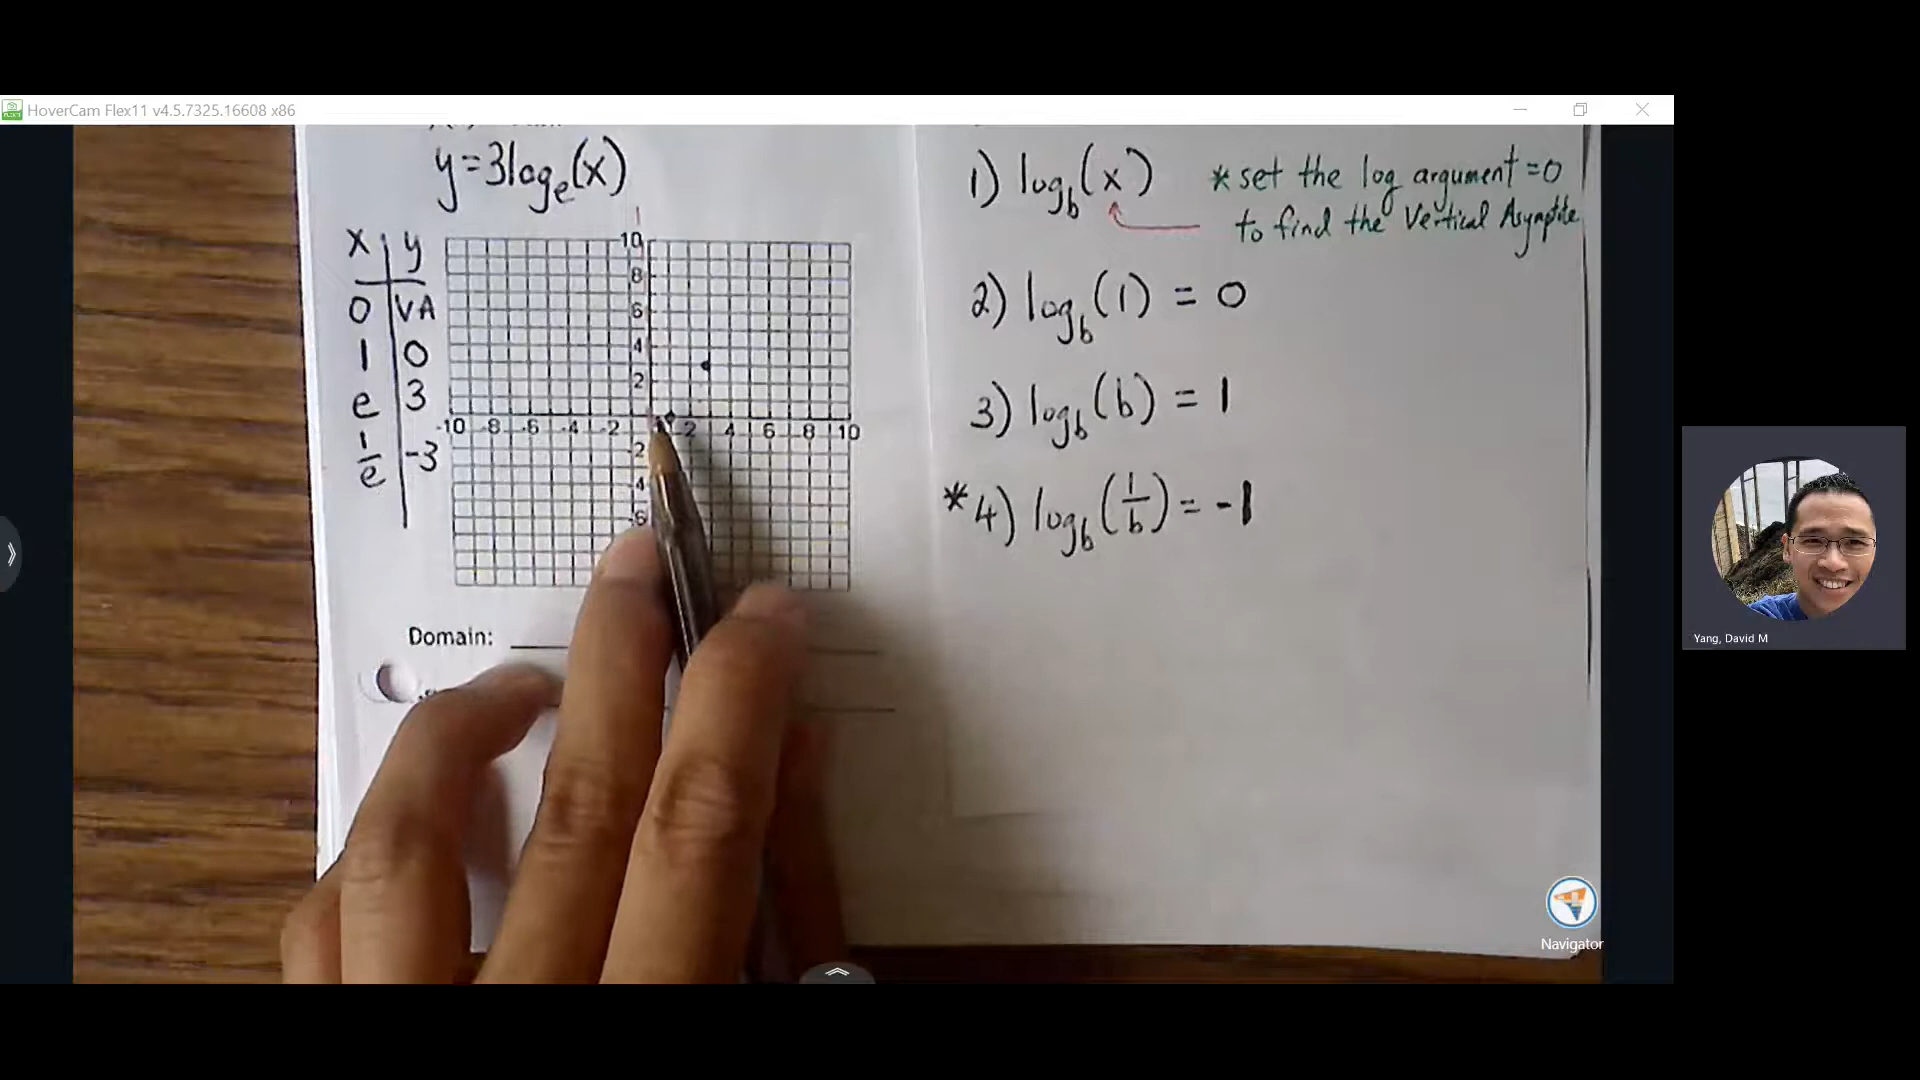 HoverCam Flex11 v4.5.7325.16608 x86
y=3logₑ(x)
x y
0 VA
1 0
e 3
1/e -3
10
8
6
4
2
-10 -8 -6 -4 -2 2 4 6 8 10
-2
4
-6
Domain:
1) log_b(x) * set the log argument =0
to find the Vertical Asymptote
2) log_b(1) = 0
3) log_b(b) = 1
*4) log_b(1/b) = -1
Yang, David M
Navigator